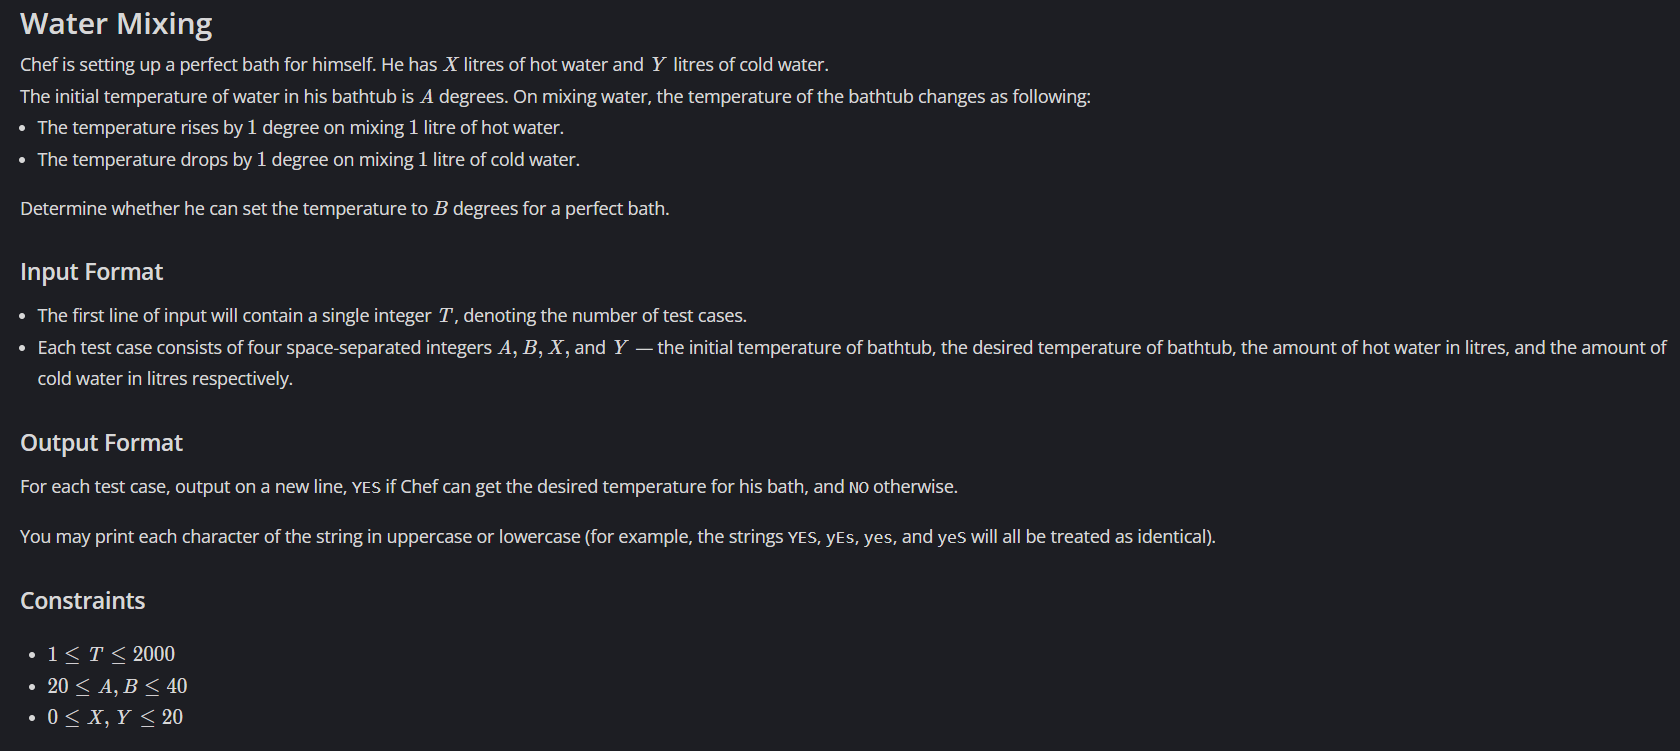 Water Mixing
Chef is setting up a perfect bath for himself. He has X litres of hot water and Y litres of cold water.
The initial temperature of water in his bathtub is A degrees. On mixing water, the temperature of the bathtub changes as following:
• The temperature rises by 1 degree on mixing 1 litre of hot water.
• The temperature drops by 1 degree on mixing 1 litre of cold water.
Determine whether he can set the temperature to B degrees for a perfect bath.
Input Format
• The first line of input will contain a single integer T, denoting the number of test cases.
• Each test case consists of four space-separated integers A, B, X, and Y — the initial temperature of bathtub, the desired temperature of bathtub, the amount of hot water in litres, and the amount of
cold water in litres respectively.
Output Format
For each test case, output on a new line, YES if Chef can get the desired temperature for his bath, and NO otherwise.
You may print each character of the string in uppercase or lowercase (for example, the strings YES, yEs, yes, and yeS will all be treated as identical).
Constraints
• 1 ≤ T ≤ 2000
• 20 ≤ A, B ≤ 40
• 0 ≤ X, Y ≤ 20